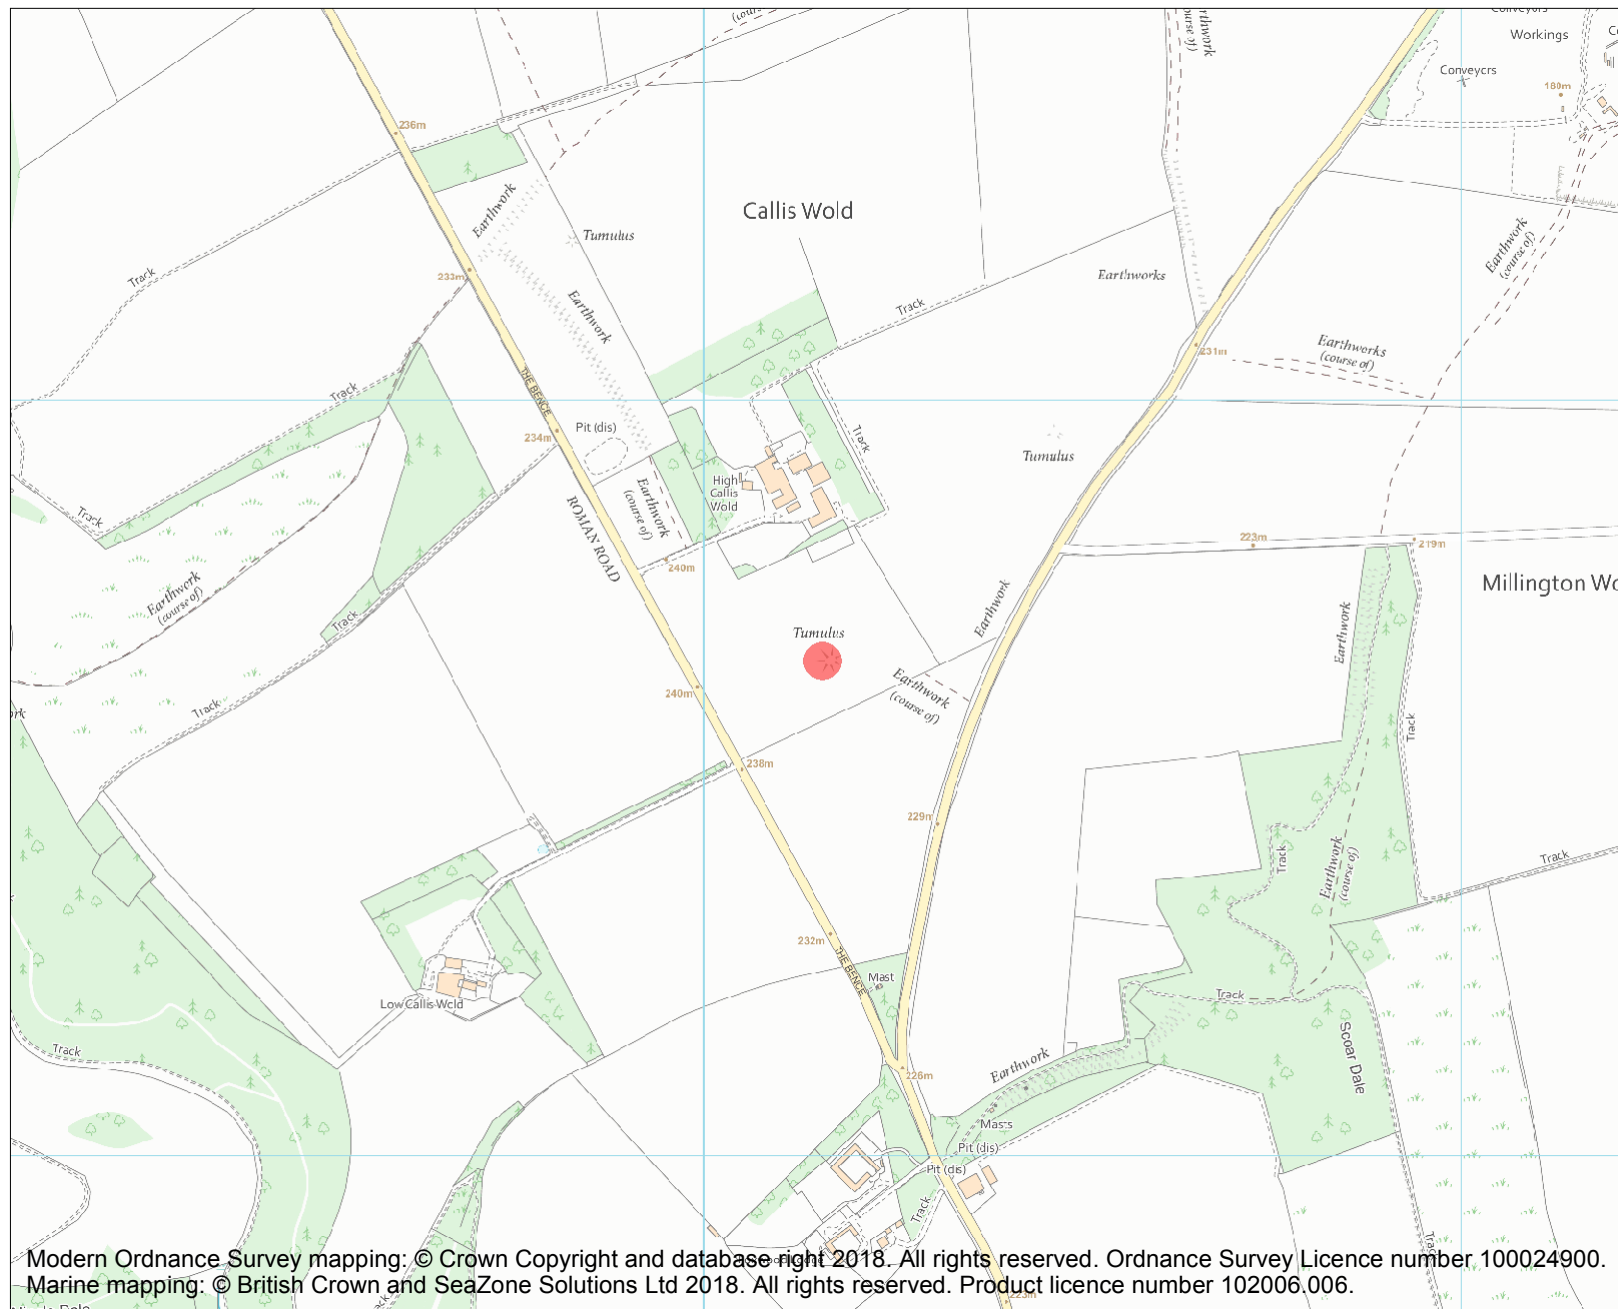 Workings
Conveycrs
180m
236m
Earthwork
Tumulus
Callis Wold
Track
233m
Earthwork
Earthworks
Track
Earthwork
(course of)
231m
Earthworks
(course of)
THE BENCE
Track
234m
Pit (dis)
Track
Tumulus
High
Callis
Wold
Earthwork
(course of)
ROMAN ROAD
Track
240m
223m
219m
Millington Wo
Earthwork
(course of)
Track
Earthwork
Earthwork
Tumulus
240m
Earthwork
(course of)
Track
Track
238m
229m
Track
Earthwork
(course of)
Track
232m
THE BENCE
Mast
Low Callis Wold
Track
Track
Scoar Dale
226m
Earthwork
Masts
Pit (dis)
Pit (dis)
Track
Track
223m
Modern Ordnance Survey mapping: © Crown Copyright and database right 2018. All rights reserved. Ordnance Survey Licence number 100024900.
Marine mapping: © British Crown and SeaZone Solutions Ltd 2018. All rights reserved. Product licence number 102006.006.